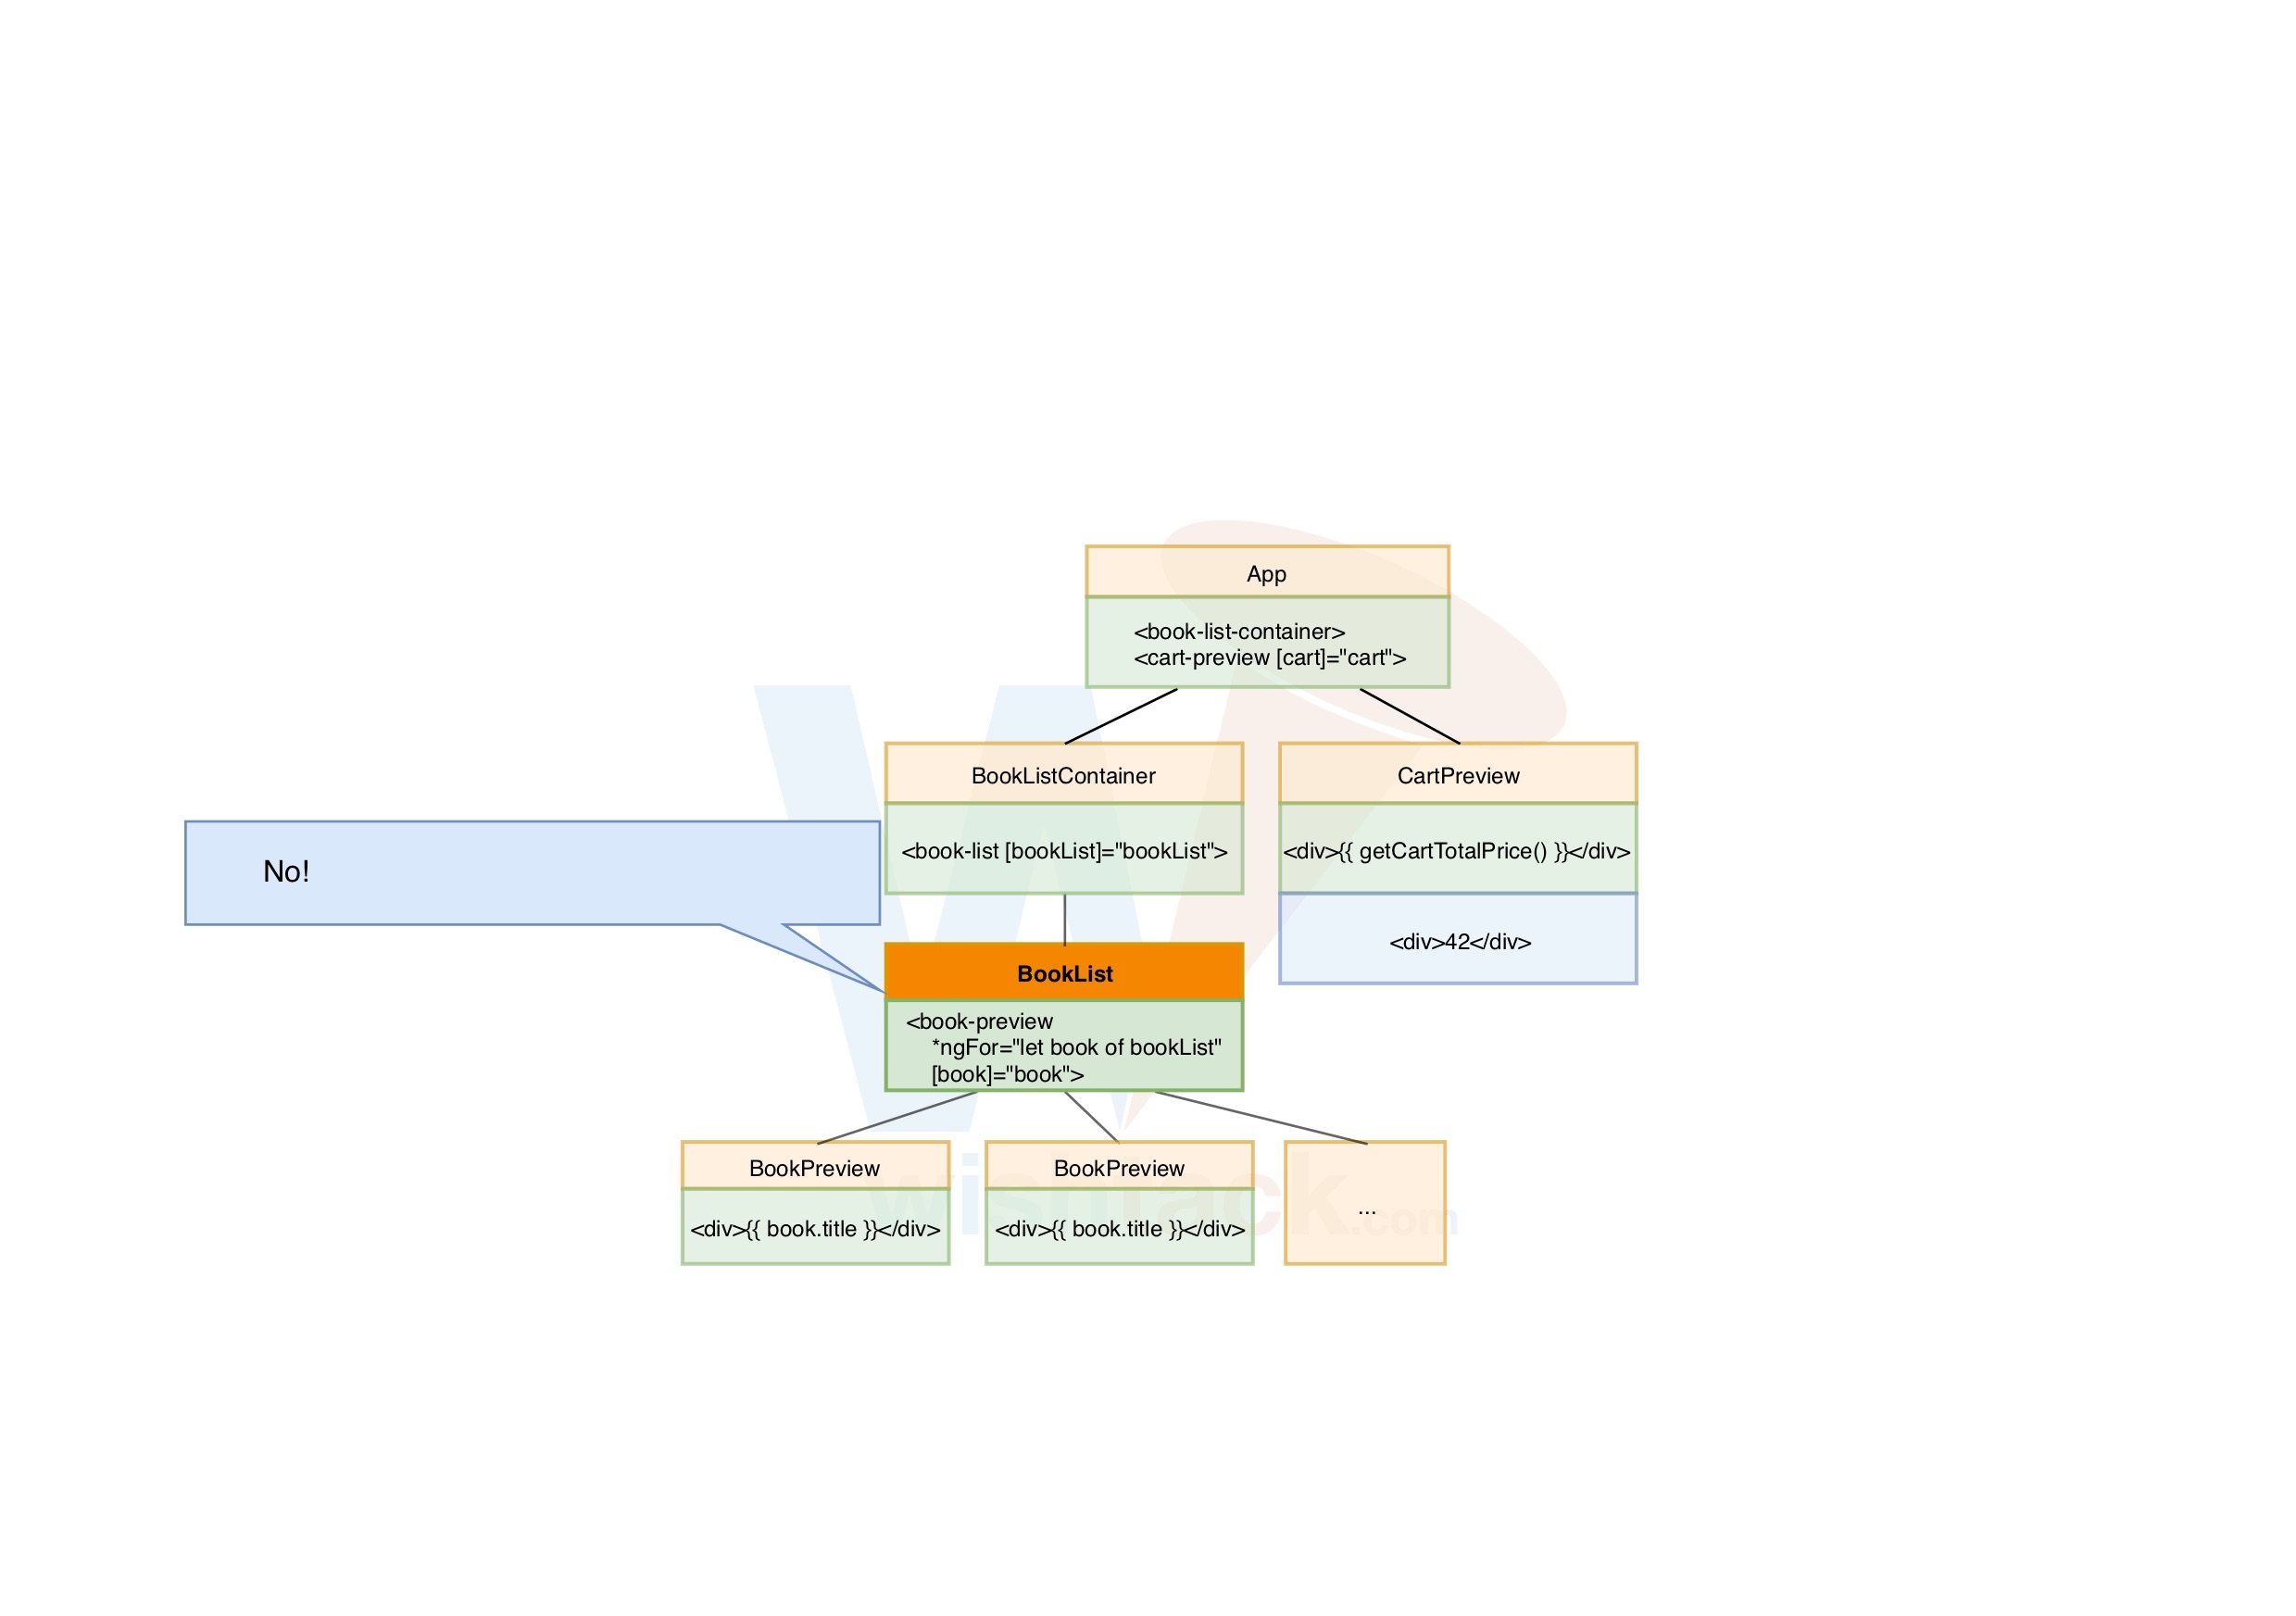 App
<book-list-container>
<cart-preview [cart]="cart">
BookListContainer
<book-list [bookList]="bookList">
CartPreview
<div>{{ getCartTotalPrice() }}</div>
<div>42</div>
No!
BookList
<book-preview
*ngFor="let book of bookList"
[book]="book">
BookPreview
<div>{{ book.title }}</div>
BookPreview
<div>{{ book.title }}</div>
...
wishtack.com